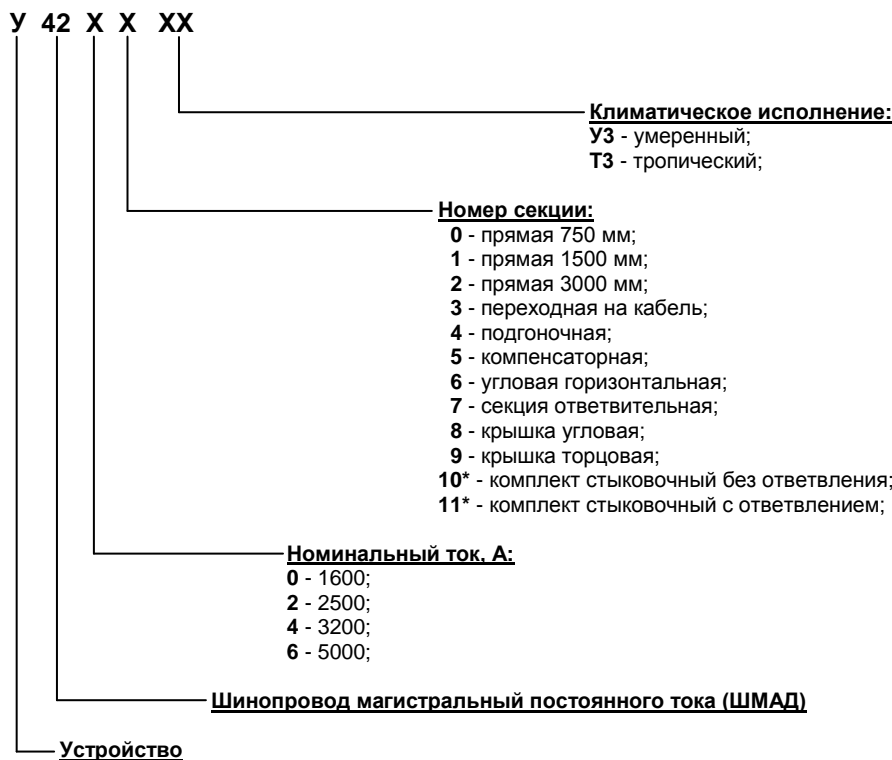 У 42 Х Х ХХ
Климатическое исполнение:
У3 - умеренный;
Т3 - тропический;
Номер секции:
0 - прямая 750 мм;
1 - прямая 1500 мм;
2 - прямая 3000 мм;
3 - переходная на кабель;
4 - подгоночная;
5 - компенсаторная;
6 - угловая горизонтальная;
7 - секция ответвительная;
8 - крышка угловая;
9 - крышка торцовая;
10* - комплект стыковочный без ответвления;
11* - комплект стыковочный с ответвлением;
Номинальный ток, А:
0 - 1600;
2 - 2500;
4 - 3200;
6 - 5000;
Шинопровод магистральный постоянного тока (ШМАД)
Устройство